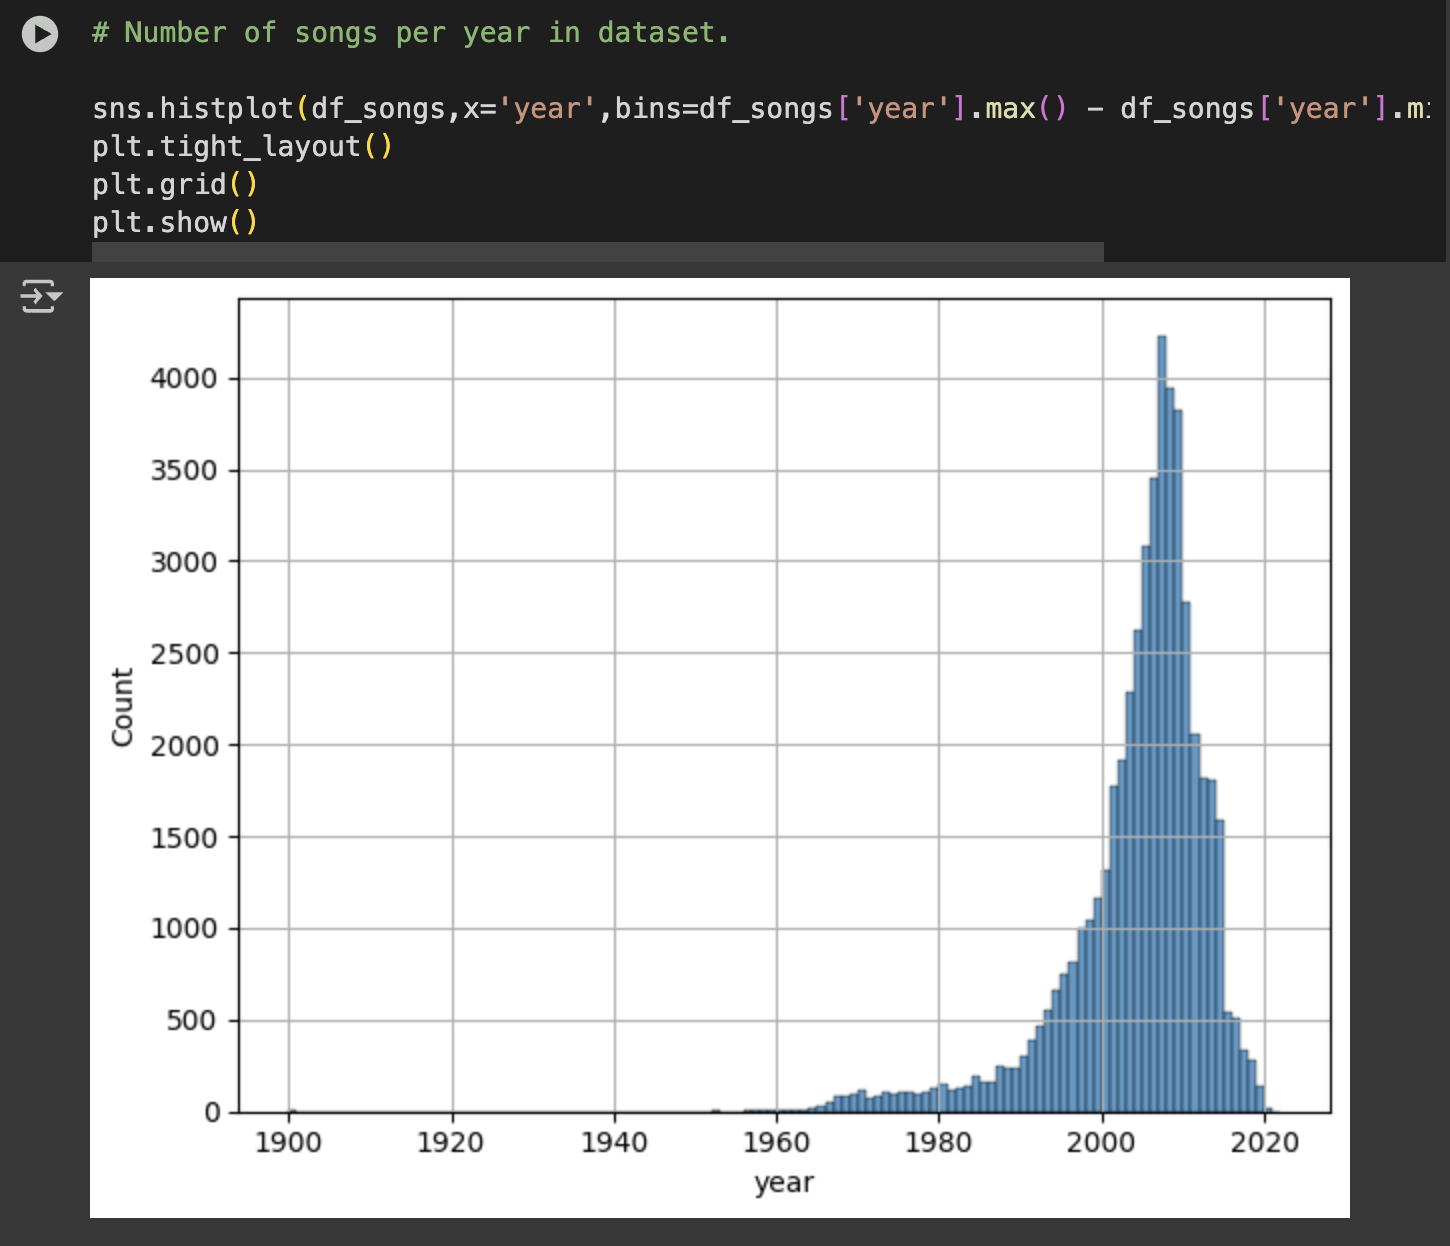 # Number of songs per year in dataset.
sns.histplot(df_songs,x='year',bins=df_songs['year'].max() - df_songs['year'].m
plt.tight_layout()
plt.grid()
plt.show()
4000
3500
3000
2500
2000
1500
1000
500
0
Count
1900 1920 1940 1960 1980 2000 2020
year